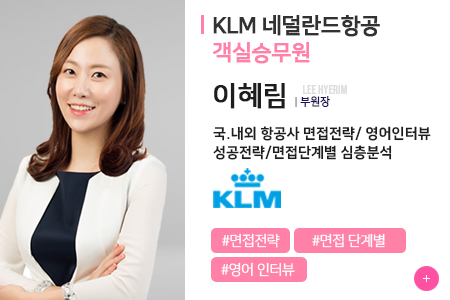 KLM 네덜란드항공
객실승무원
이혜림 LEE HYERIM
| 부원장
국.내외 항공사 면접전략/ 영어인터뷰
성공전략/면접단계별 심층분석
KLM
#면접전략 #면접 단계별
#영어 인터뷰
+